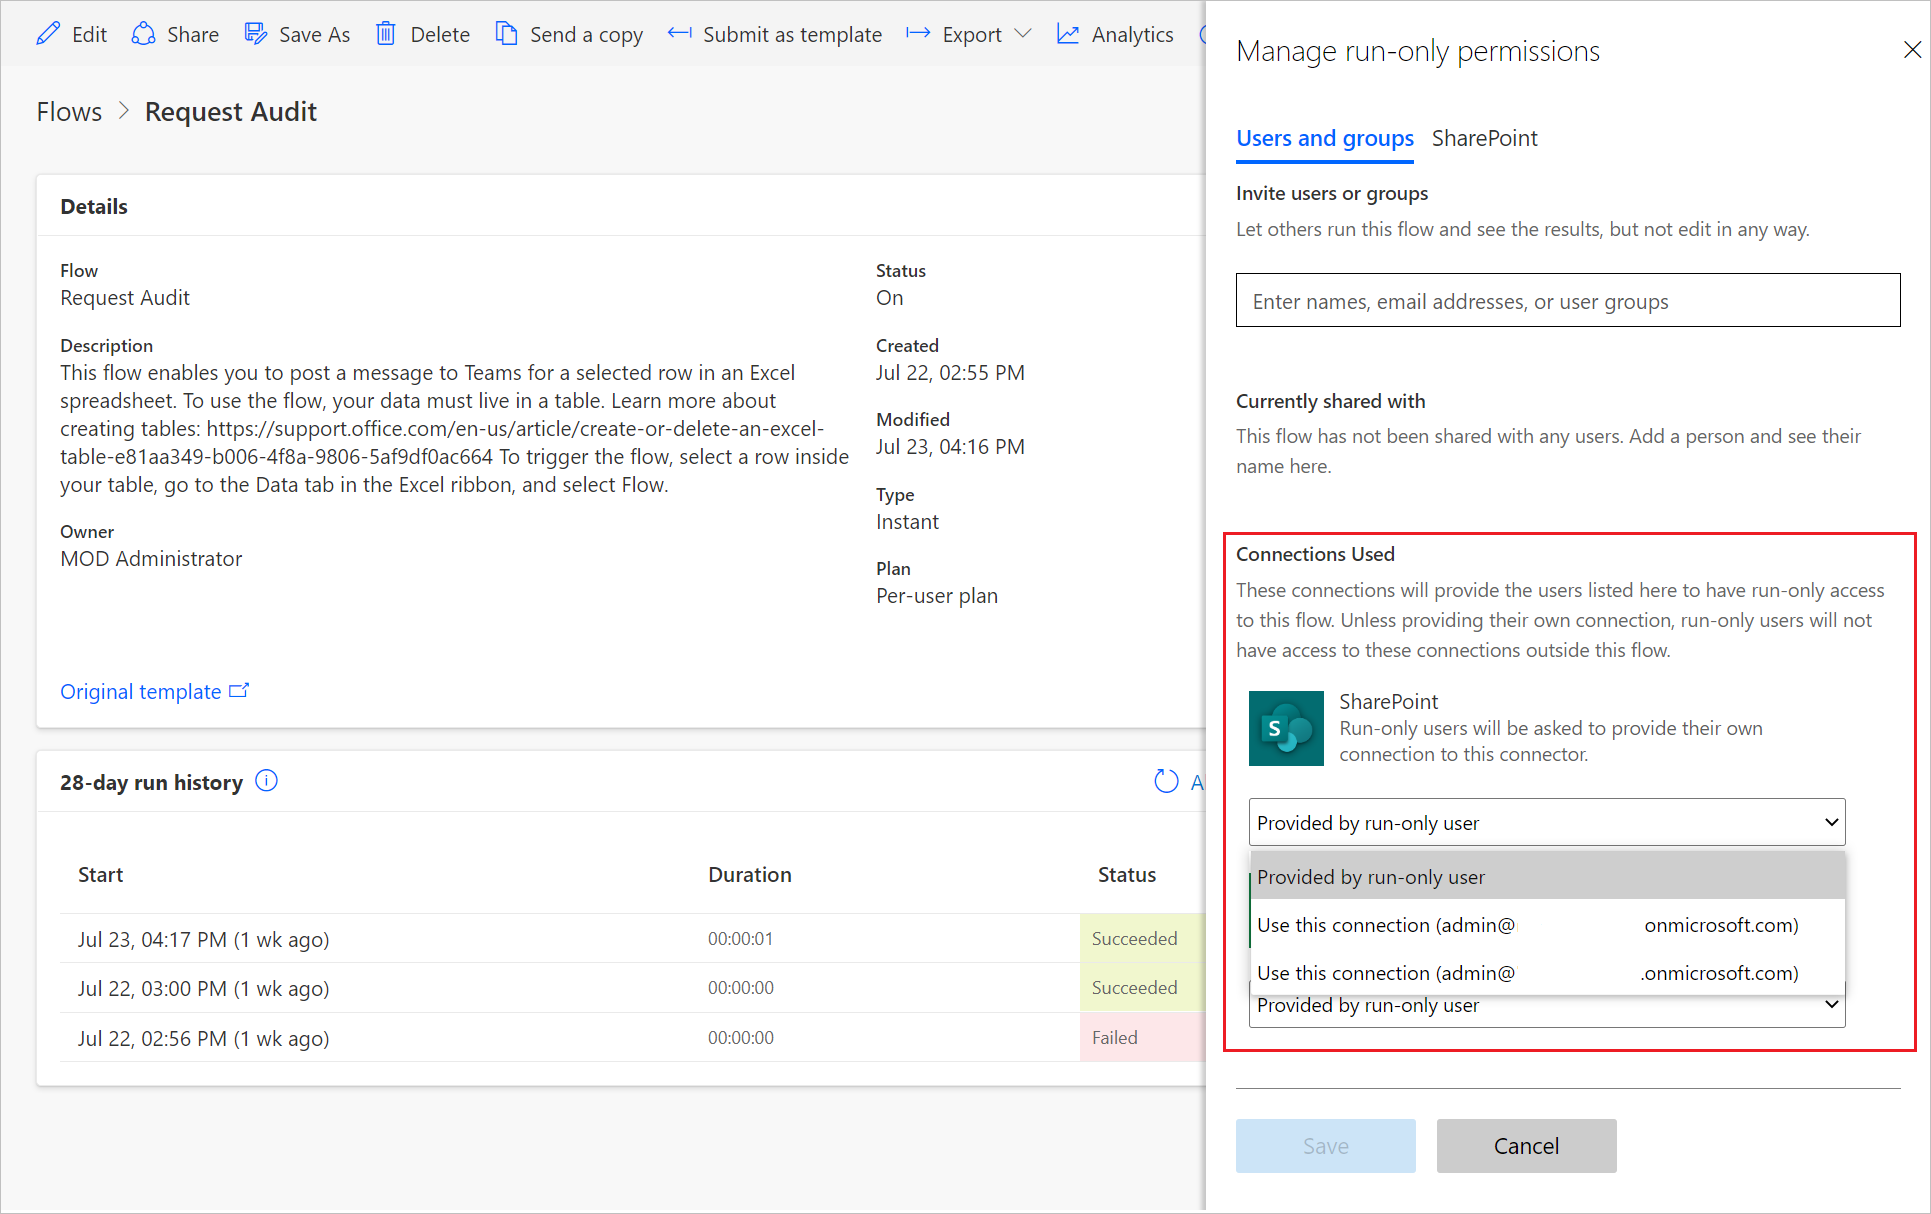 Edit Share Save As Delete Send a copy Submit as template Export Analytics
Flows > Request Audit
Details
Flow
Request Audit
Description
This flow enables you to post a message to Teams for a selected row in an Excel
spreadsheet. To use the flow, your data must live in a table. Learn more about
creating tables: https://support.office.com/en-us/article/create-or-delete-an-excel-
table-e81aa349-b006-4f8a-9806-5af9df0ac664 To trigger the flow, select a row inside
your table, go to the Data tab in the Excel ribbon, and select Flow.
Owner
MOD Administrator
Status
On
Created
Jul 22, 02:55 PM
Modified
Jul 23, 04:16 PM
Type
Instant
Plan
Per-user plan
Original template
28-day run history
Start Duration Status
Jul 23, 04:17 PM (1 wk ago) 00:00:01 Succeeded
Jul 22, 03:00 PM (1 wk ago) 00:00:00 Succeeded
Jul 22, 02:56 PM (1 wk ago) 00:00:00 Failed
Manage run-only permissions
Users and groups SharePoint
Invite users or groups
Let others run this flow and see the results, but not edit in any way.
Enter names, email addresses, or user groups
Currently shared with
This flow has not been shared with any users. Add a person and see their
name here.
Connections Used
These connections will provide the users listed here to have run-only access
to this flow. Unless providing their own connection, run-only users will not
have access to these connections outside this flow.
S
SharePoint
Run-only users will be asked to provide their own
connection to this connector.
Provided by run-only user
Provided by run-only user
Use this connection (admin@ onmicrosoft.com)
Use this connection (admin@ .onmicrosoft.com)
Provided by run-only user
Save Cancel